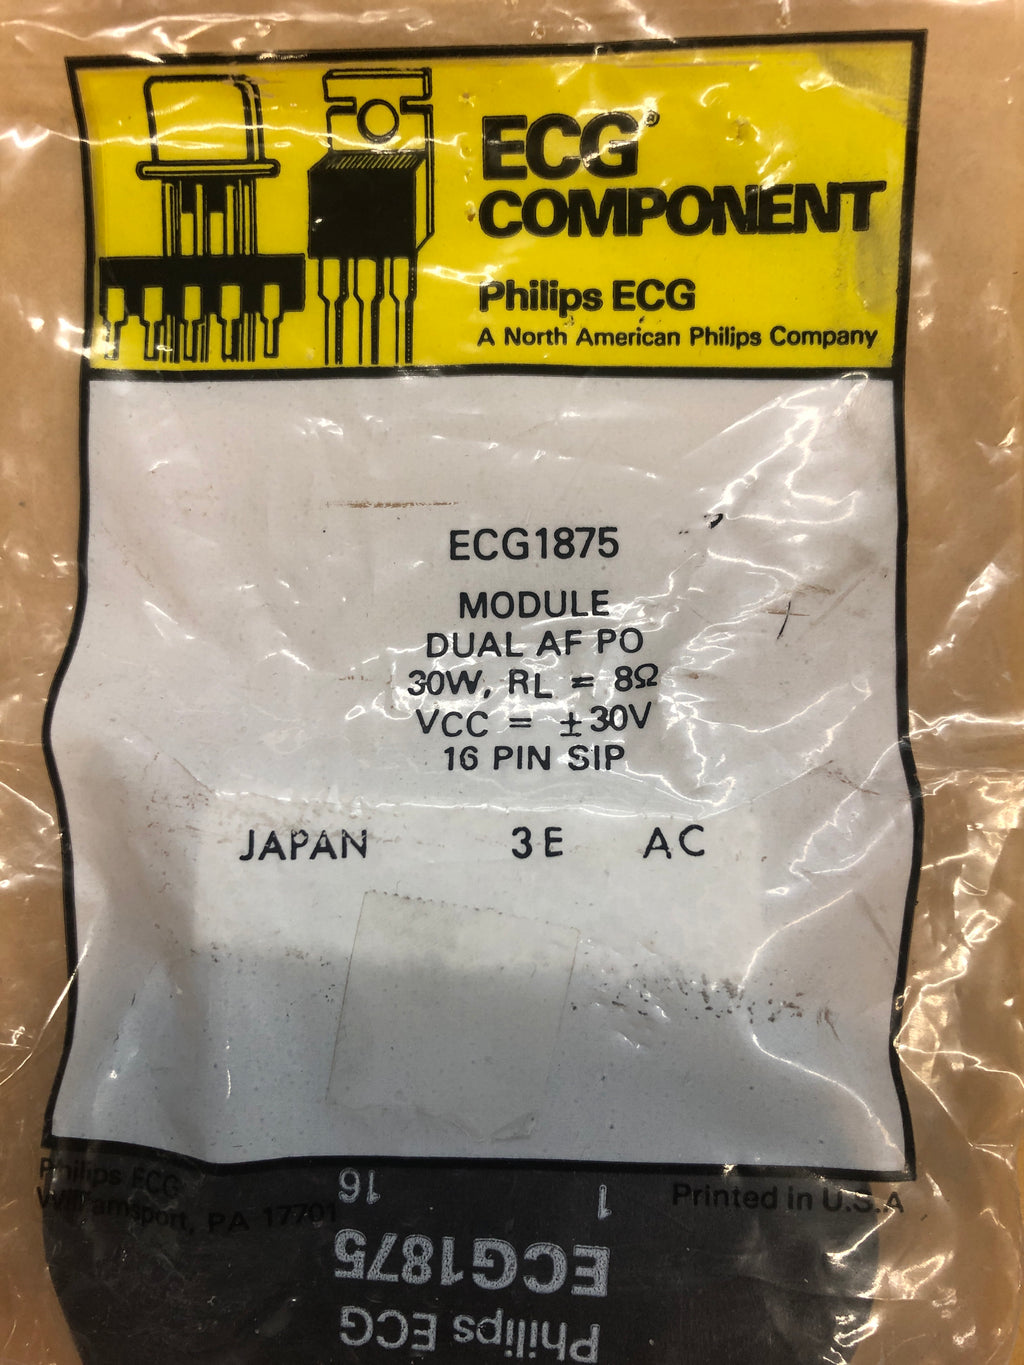 ECG®
COMPONENT
Philips ECG
A North American Philips Company
ECG1875
MODULE
DUAL AF PO
30W, RL = 8Ω
VCC = ±30V
16 PIN SIP
JAPAN 3E AC
Philips ECG
Williamsport, PA 17701
Printed in U.S.A
Philips ECG
ECG1875
1 16